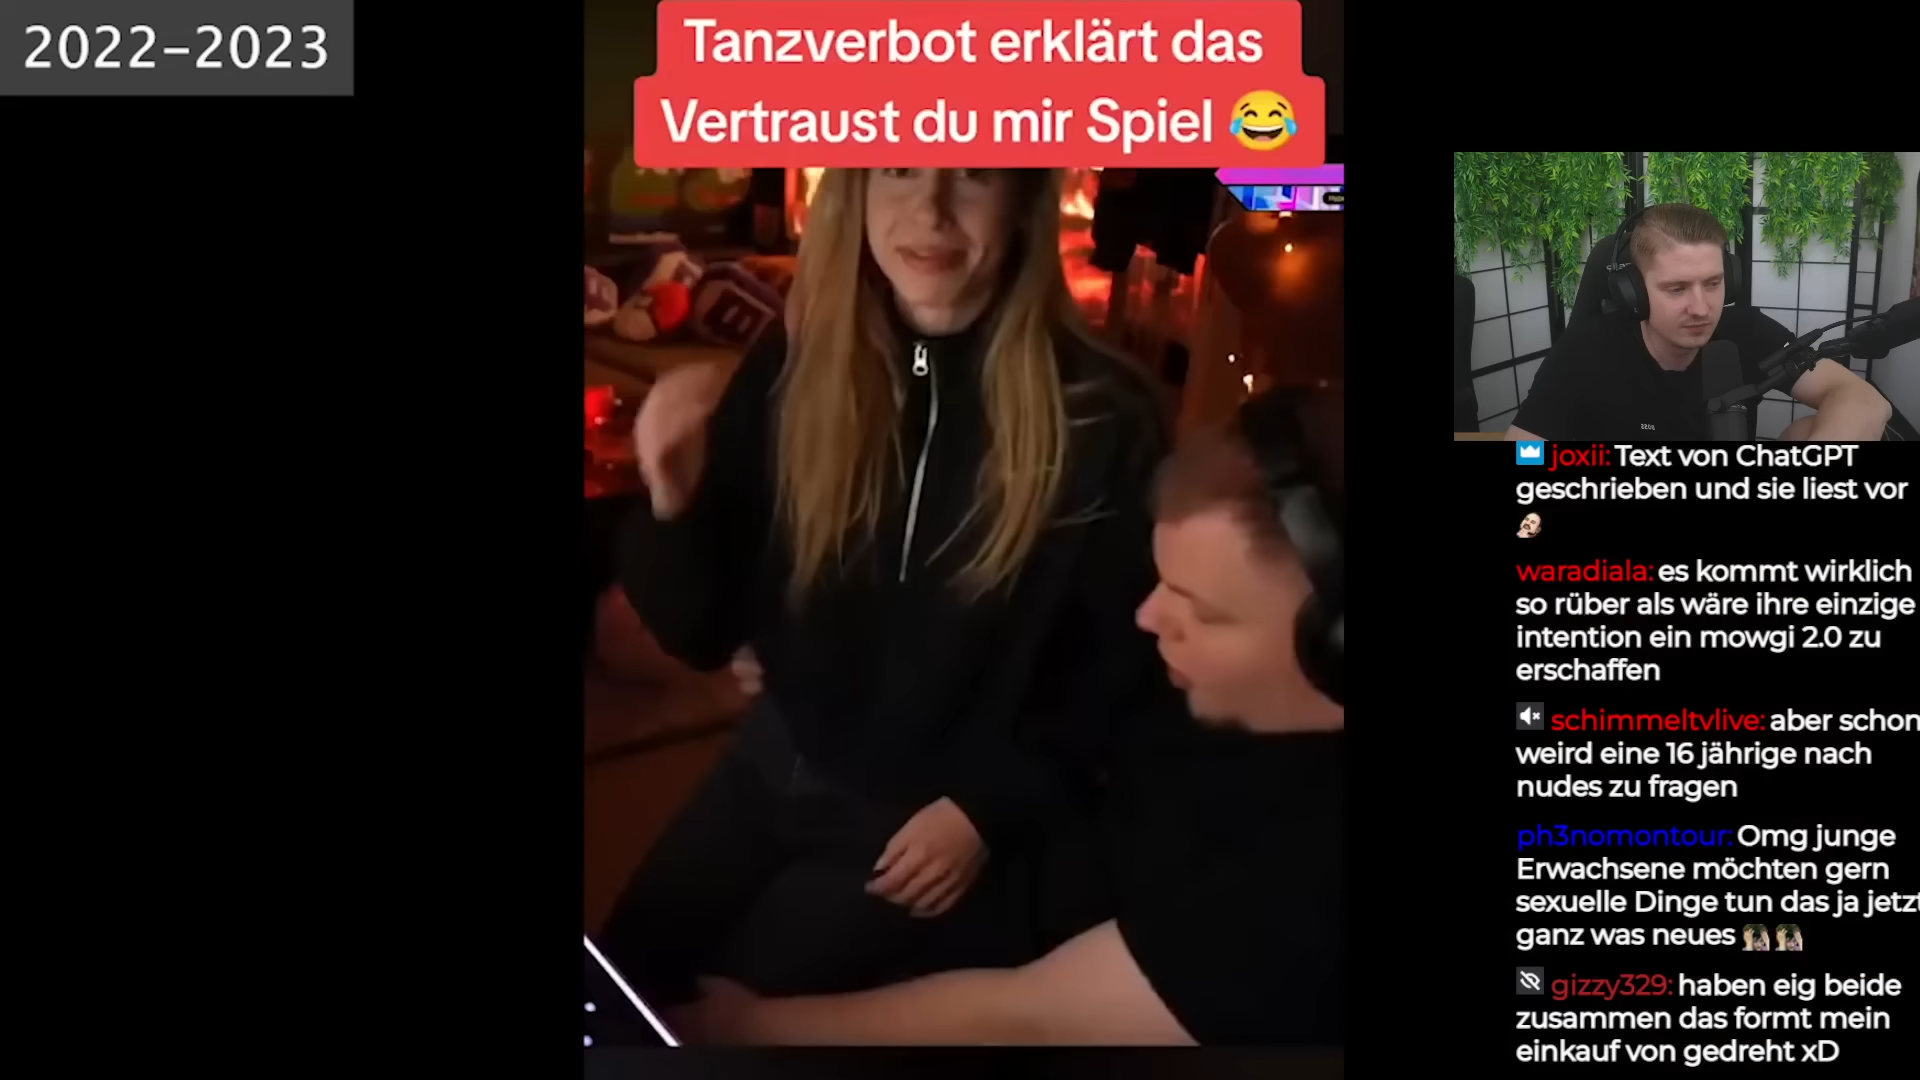 2022-2023
Tanzverbot erklärt das
Vertraust du mir Spiel 😂
joxii: Text von ChatGPT
geschrieben und sie liest vor
waradiala: es kommt wirklich
so rüber als wäre ihre einzige
intention ein mowgi 2.0 zu
erschaffen
schimmeltvlive: aber schon
weird eine 16 jährige nach
nudes zu fragen
ph3nomontour: Omg junge
Erwachsene möchten gern
sexuelle Dinge tun das ja jetzt
ganz was neues
gizzy329: haben eig beide
zusammen das formt mein
einkauf von gedreht xD